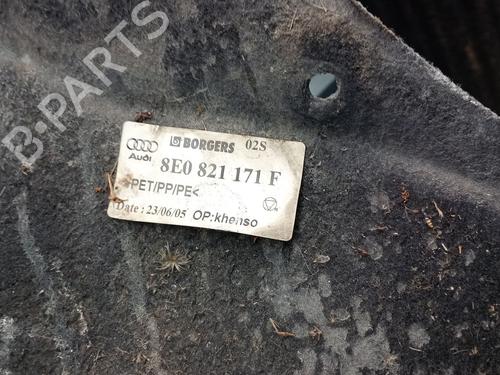 B-PARTS
BORGERS 02S
Audi 8E0 821 171 F
>PET/PP/PE<
Date : 23/06/05 OP:khenso